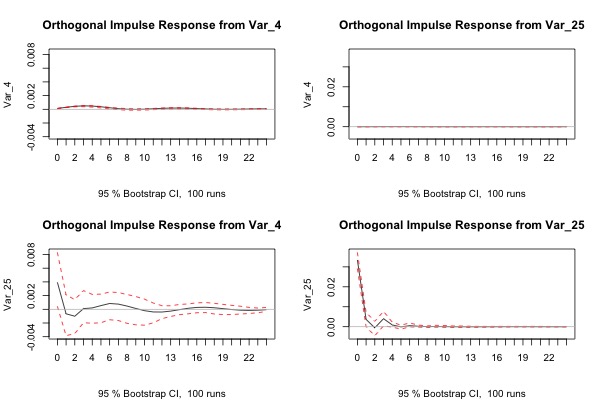 Orthogonal Impulse Response from Var_4
Var_4
-0.004 0.002 0.008
0 2 4 6 8 10 13 16 19 22
95 % Bootstrap CI, 100 runs
Orthogonal Impulse Response from Var_25
Var_4
0.00 0.02
0 2 4 6 8 10 13 16 19 22
95 % Bootstrap CI, 100 runs
Orthogonal Impulse Response from Var_4
Var_25
-0.004 0.002 0.008
0 2 4 6 8 10 13 16 19 22
95 % Bootstrap CI, 100 runs
Orthogonal Impulse Response from Var_25
Var_25
0.00 0.02
0 2 4 6 8 10 13 16 19 22
95 % Bootstrap CI, 100 runs